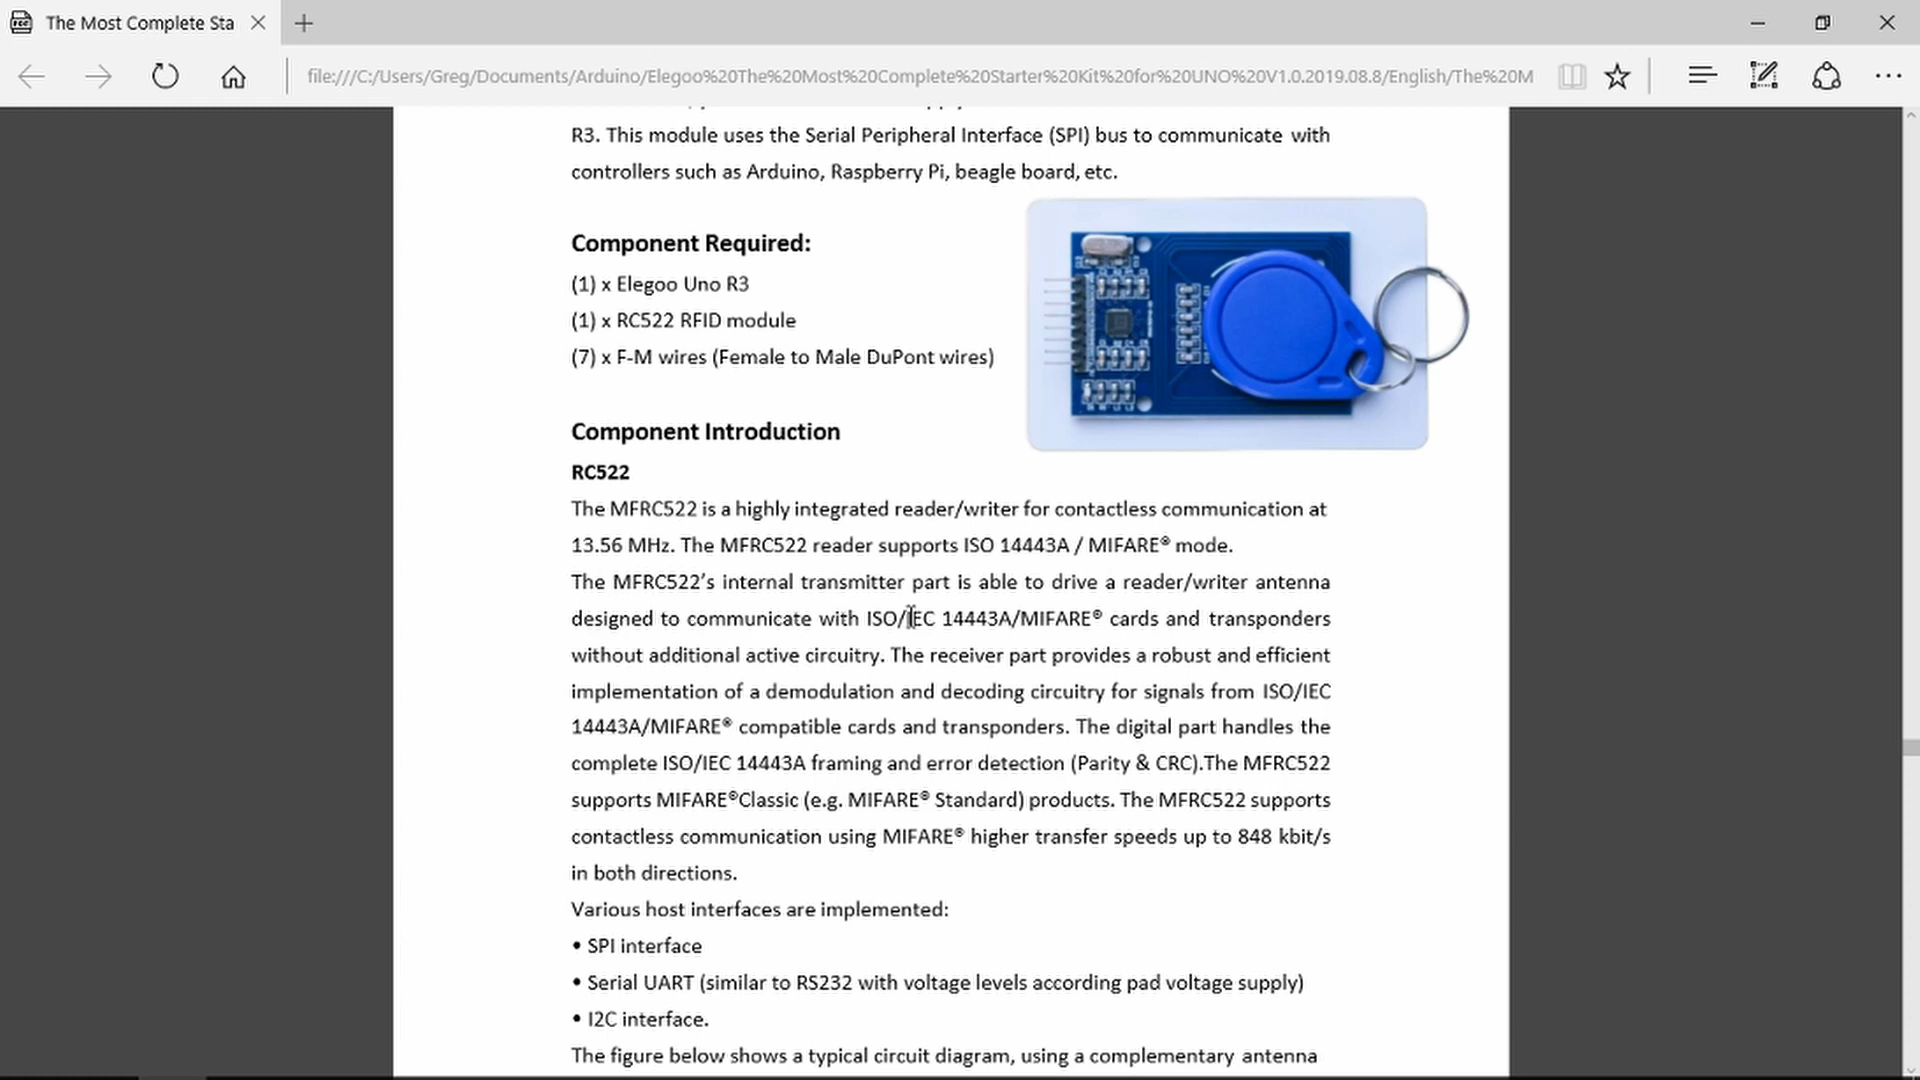 The Most Complete Sta
file:///C:/Users/Greg/Documents/Arduino/Elegoo%20The%20Most%20Complete%20Starter%20Kit%20for%20UNO%20V1.0.2019.08.8/English/The%20M
R3. This module uses the Serial Peripheral Interface (SPI) bus to communicate with
controllers such as Arduino, Raspberry Pi, beagle board, etc.
Component Required:
(1) x Elegoo Uno R3
(1) x RC522 RFID module
(7) x F-M wires (Female to Male DuPont wires)
Component Introduction
RC522
The MFRC522 is a highly integrated reader/writer for contactless communication at
13.56 MHz. The MFRC522 reader supports ISO 14443A / MIFARE® mode.
The MFRC522’s internal transmitter part is able to drive a reader/writer antenna
designed to communicate with ISO/IEC 14443A/MIFARE® cards and transponders
without additional active circuitry. The receiver part provides a robust and efficient
implementation of a demodulation and decoding circuitry for signals from ISO/IEC
14443A/MIFARE® compatible cards and transponders. The digital part handles the
complete ISO/IEC 14443A framing and error detection (Parity & CRC).The MFRC522
supports MIFARE®Classic (e.g. MIFARE® Standard) products. The MFRC522 supports
contactless communication using MIFARE® higher transfer speeds up to 848 kbit/s
in both directions.
Various host interfaces are implemented:
• SPI interface
• Serial UART (similar to RS232 with voltage levels according pad voltage supply)
• I2C interface.
The figure below shows a typical circuit diagram, using a complementary antenna